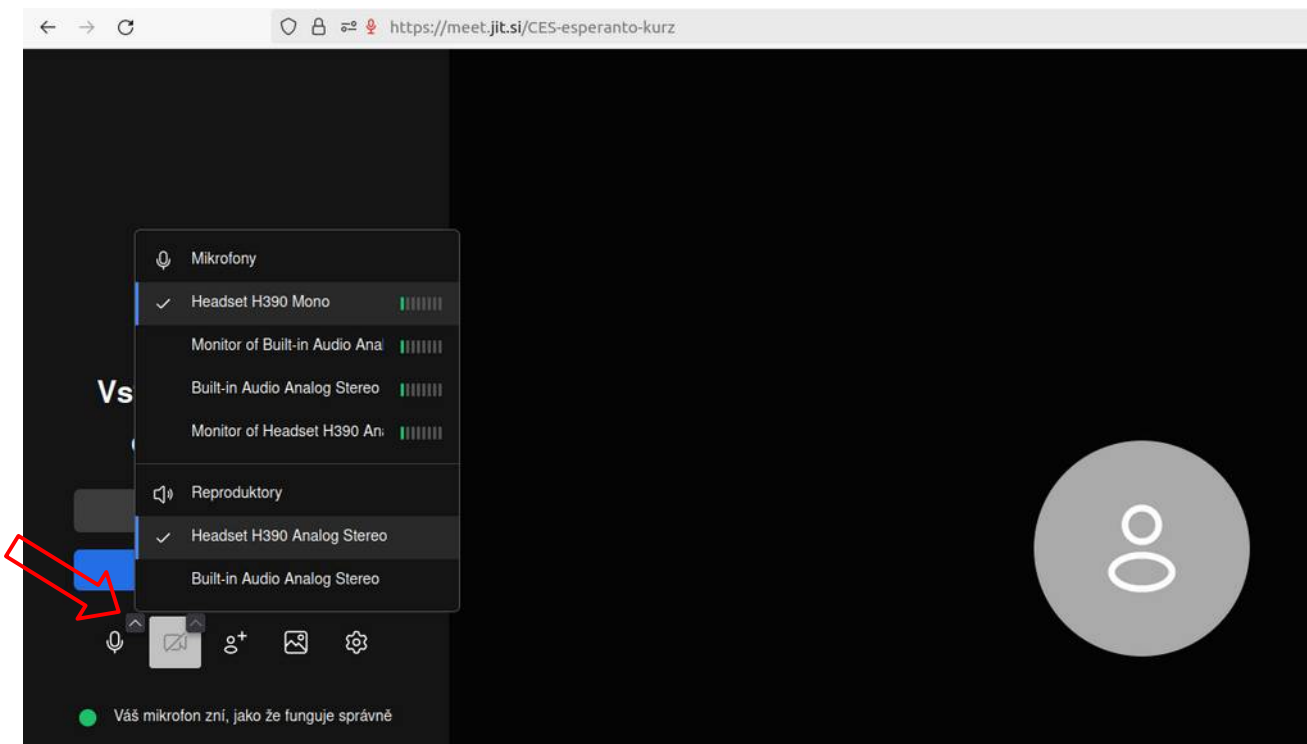 https://meet.jit.si/CES-esperanto-kurz
Mikrofony
Headset H390 Mono
Monitor of Built-in Audio Anal
Built-in Audio Analog Stereo
Monitor of Headset H390 An
Vs
Reproduktory
Headset H390 Analog Stereo
Built-in Audio Analog Stereo
Váš mikrofon zní, jako že funguje správně